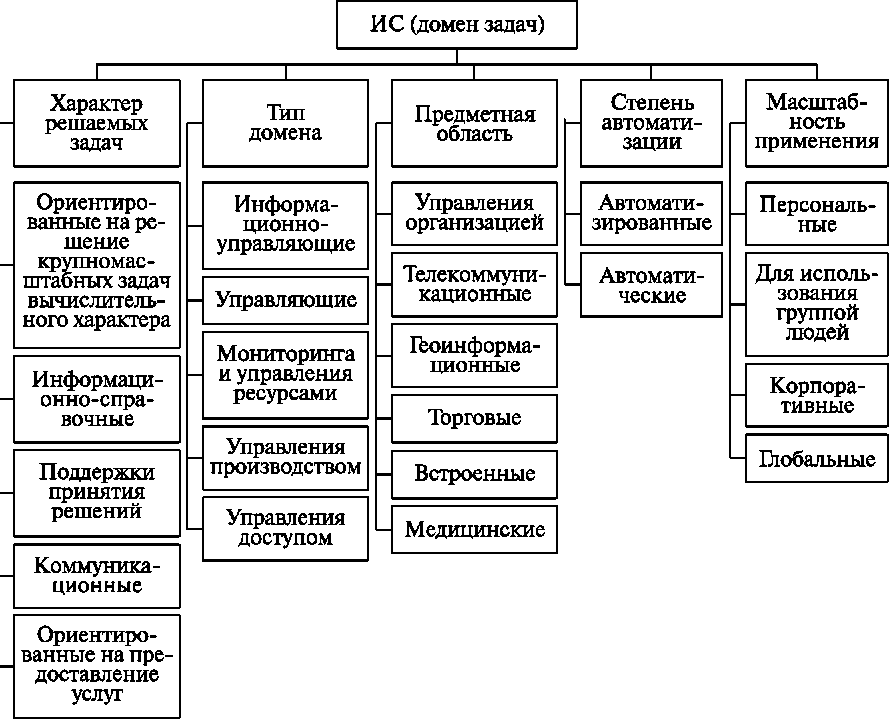 ИС (домен задач)
Характер
решаемых
задач
Ориентиро-
ванные на ре-
шение
крупномас-
штабных задач
вычислитель-
ного характера
Информаци-
онно-спра-
вочные
Поддержки
принятия
решений
Коммуника-
ционные
Ориентиро-
ванные на пре-
доставление
услуг
Тип
домена
Информа-
ционно-
управляющие
Управляющие
Мониторинга
и управления
ресурсами
Управления
производством
Управления
доступом
Предметная
область
Управления
организацией
Телекоммуни-
кационные
Геоинформа-
ционные
Торговые
Встроенные
Медицинские
Степень
автомати-
зации
Автомати-
зированные
Автомати-
ческие
Масштаб-
ность
применения
Персональ-
ные
Для исполь-
зования
группой
людей
Корпора-
тивные
Глобальные